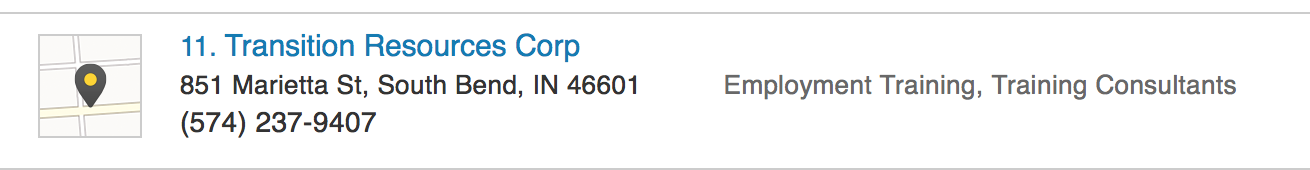 11. Transition Resources Corp
851 Marietta St, South Bend, IN 46601
Employment Training, Training Consultants
(574) 237-9407